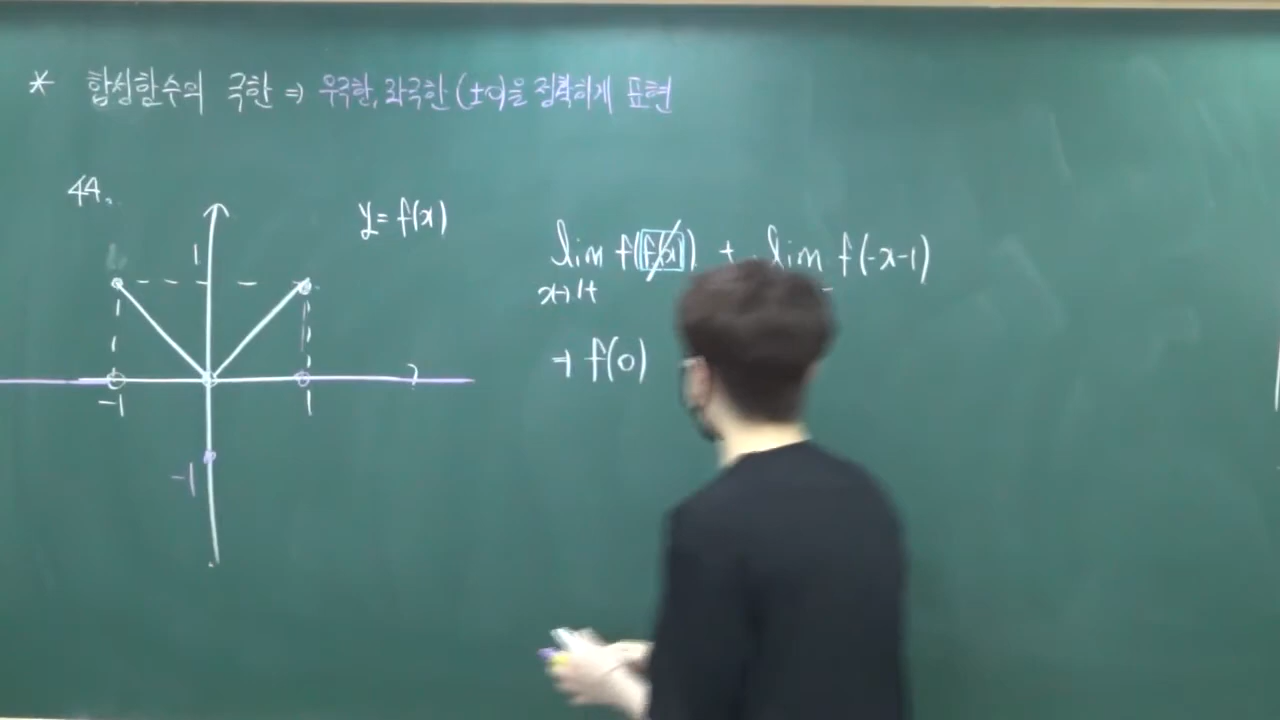 * 합성함수의 극한 ⇒ 우극한, 좌극한 (±0)을 정확하게 표현
44.
y = f(x)
1
-1
1
-1
lim f(f(x)) + lim f(-x-1)
x→1+ -
⇒ f(0)